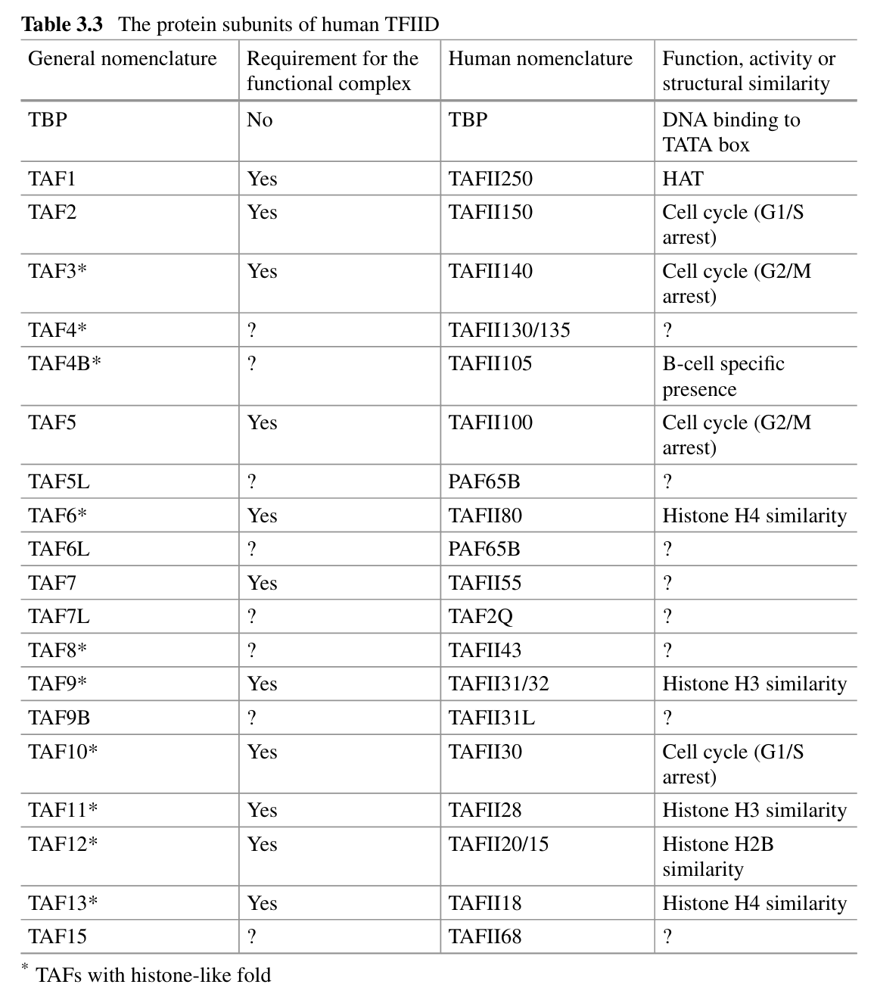 Table 3.3 The protein subunits of human TFIID
General nomenclature Requirement for the functional complex Human nomenclature Function, activity or structural similarity
TBP No TBP DNA binding to TATA box
TAF1 Yes TAFII250 HAT
TAF2 Yes TAFII150 Cell cycle (G1/S arrest)
TAF3* Yes TAFII140 Cell cycle (G2/M arrest)
TAF4* ? TAFII130/135 ?
TAF4B* ? TAFII105 B-cell specific presence
TAF5 Yes TAFII100 Cell cycle (G2/M arrest)
TAF5L ? PAF65B ?
TAF6* Yes TAFII80 Histone H4 similarity
TAF6L ? PAF65B ?
TAF7 Yes TAFII55 ?
TAF7L ? TAF2Q ?
TAF8* ? TAFII43 ?
TAF9* Yes TAFII31/32 Histone H3 similarity
TAF9B ? TAFII31L ?
TAF10* Yes TAFII30 Cell cycle (G1/S arrest)
TAF11* Yes TAFII28 Histone H3 similarity
TAF12* Yes TAFII20/15 Histone H2B similarity
TAF13* Yes TAFII18 Histone H4 similarity
TAF15 ? TAFII68 ?
* TAFs with histone-like fold